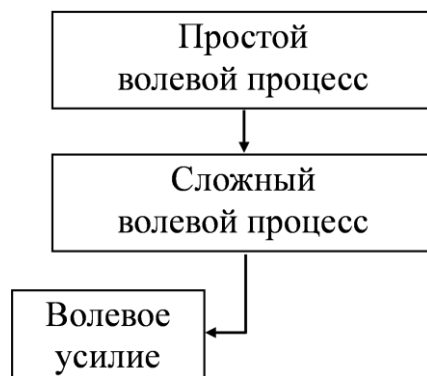 Простой
волевой процесс
Сложный
волевой процесс
Волевое
усилие